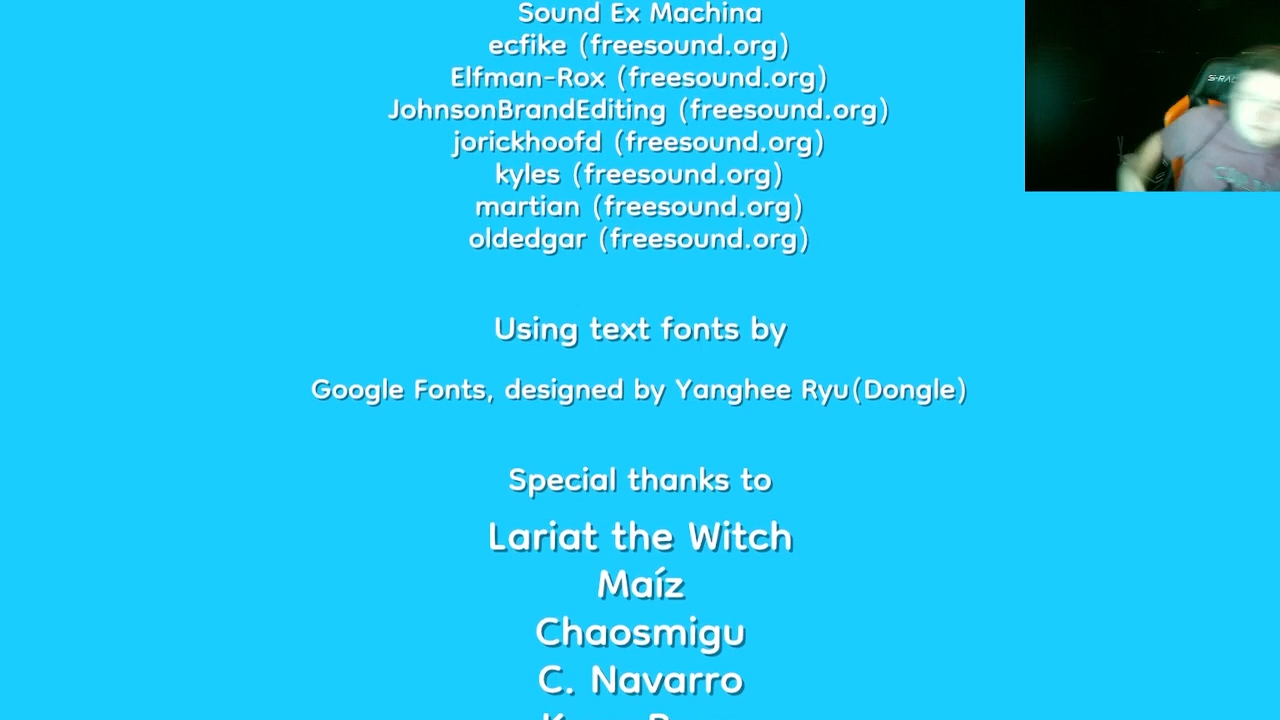 Sound Ex Machina
ecfike (freesound.org)
Elfman-Rox (freesound.org)
JohnsonBrandEditing (freesound.org)
jorickhoofd (freesound.org)
kyles (freesound.org)
martian (freesound.org)
oldedgar (freesound.org)
Using text fonts by
Google Fonts, designed by Yanghee Ryu(Dongle)
Special thanks to
Lariat the Witch
Maíz
Chaosmigu
C. Navarro